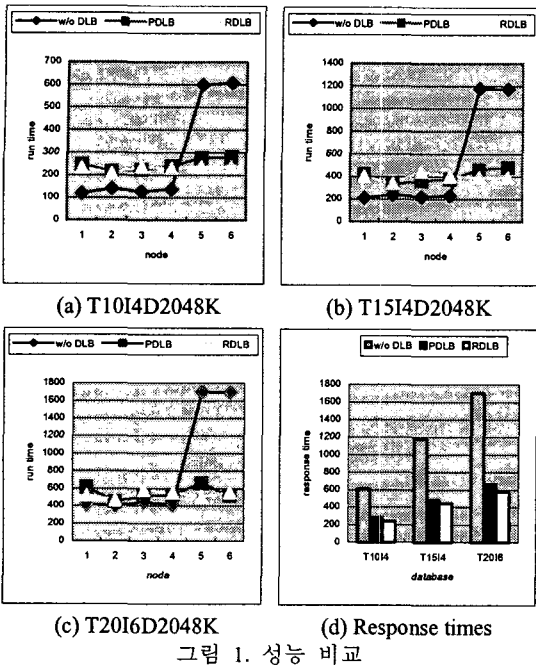 w/o DLB PDLB RDLB
700
600
500
400
300
200
100
0
run time
1 2 3 4 5 6
node
(a) T10I4D2048K
w/o DLB PDLB RDLB
1400
1200
1000
800
600
400
200
0
run time
1 2 3 4 5 6
node
(b) T15I4D2048K
w/o DLB PDLB RDLB
1800
1600
1400
1200
1000
800
600
400
200
0
run time
1 2 3 4 5 6
node
(c) T20I6D2048K
w/o DLB PDLB RDLB
1800
1600
1400
1200
1000
800
600
400
200
0
response time
T10I4 T15I4 T20I6
database
(d) Response times
그림 1. 성능 비교